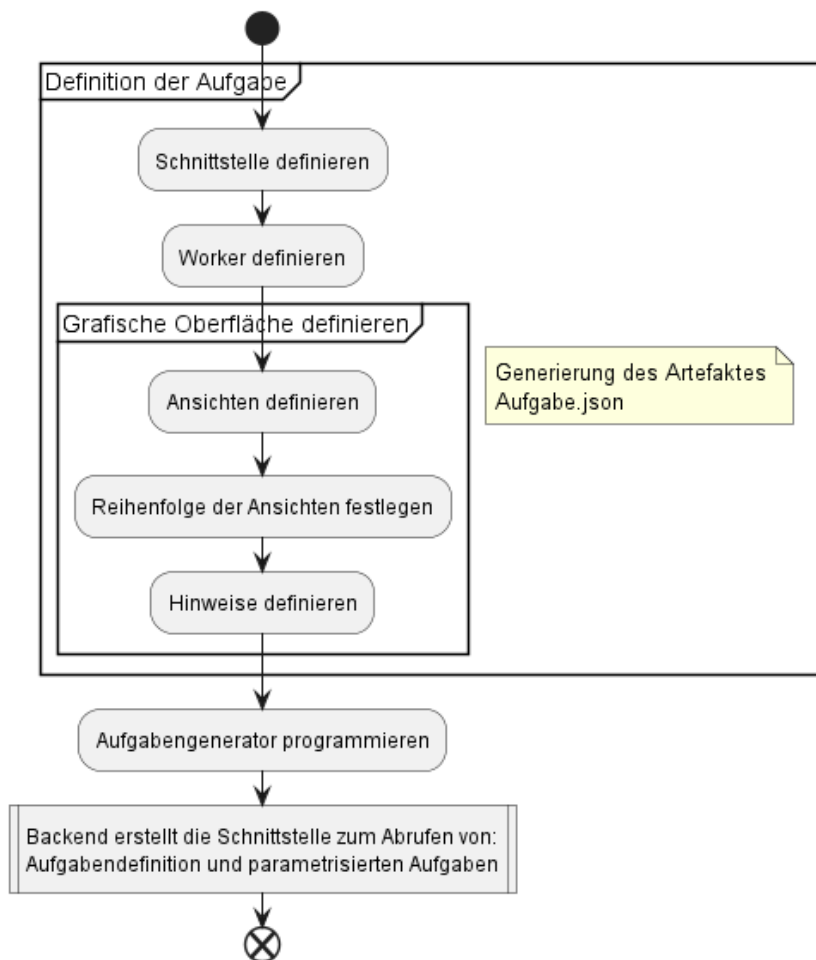 Definition der Aufgabe
Schnittstelle definieren
Worker definieren
Grafische Oberfläche definieren
Generierung des Artefaktes
Aufgabe.json
Ansichten definieren
Reihenfolge der Ansichten festlegen
Hinweise definieren
Aufgabengenerator programmieren
Backend erstellt die Schnittstelle zum Abrufen von:
Aufgabendefinition und parametrisierten Aufgaben